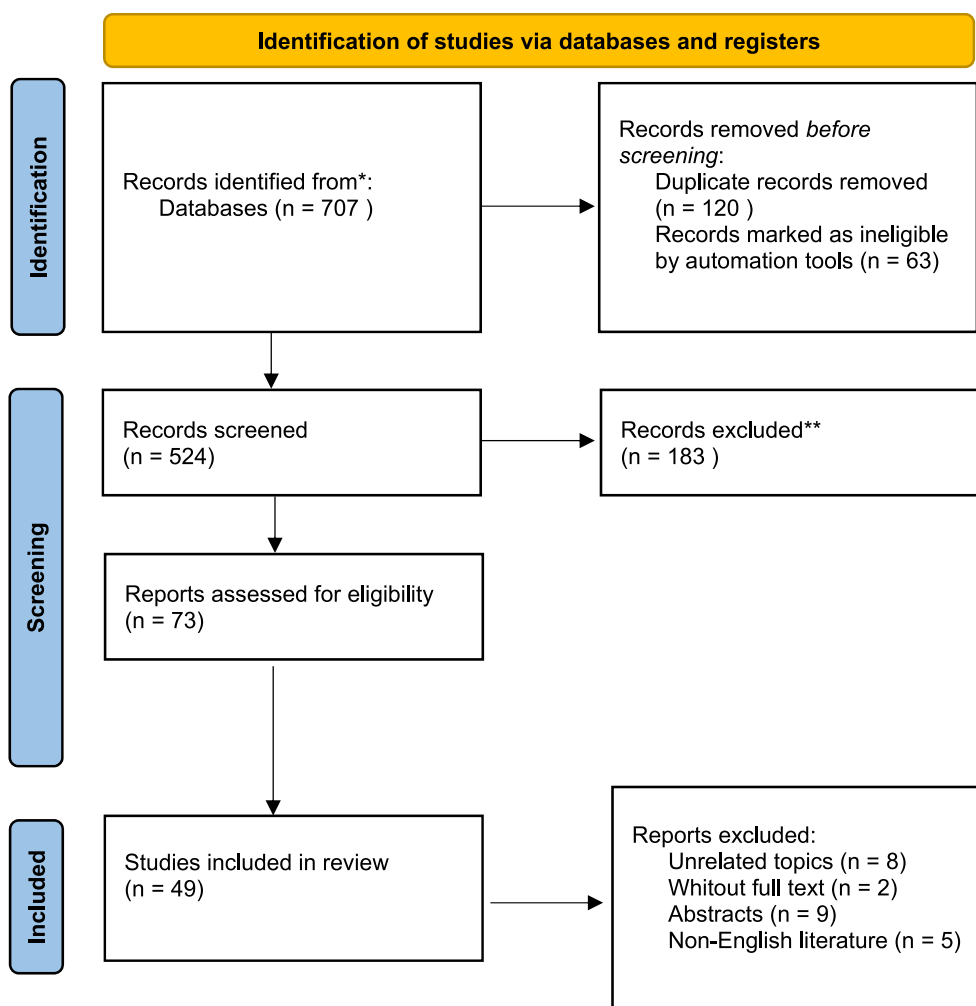 Identification of studies via databases and registers
Identification
Records identified from*:
Databases (n = 707 )
Records removed before
screening:
Duplicate records removed
(n = 120 )
Records marked as ineligible
by automation tools (n = 63)
Screening
Records screened
(n = 524)
Records excluded**
(n = 183 )
Reports assessed for eligibility
(n = 73)
Included
Studies included in review
(n = 49)
Reports excluded:
Unrelated topics (n = 8)
Whitout full text (n = 2)
Abstracts (n = 9)
Non-English literature (n = 5)